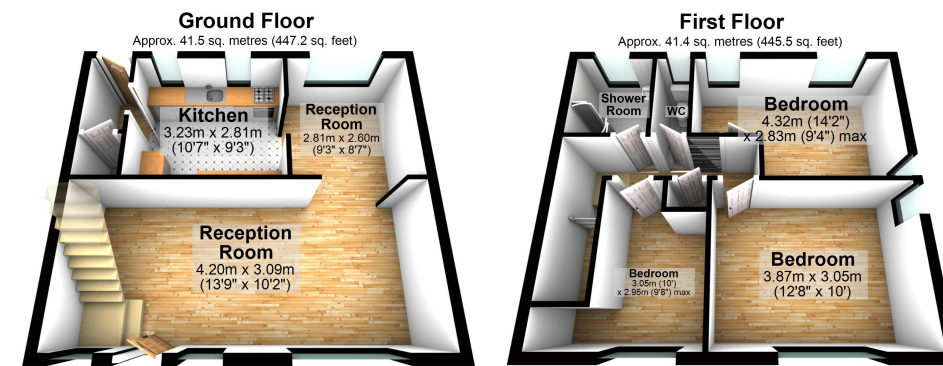 Ground Floor
Approx. 41.5 sq. metres (447.2 sq. feet)
Kitchen
3.23m x 2.81m
(10'7" x 9'3")
Reception
Room
2.81m x 2.60m
(9'3" x 8'7")
Reception
Room
4.20m x 3.09m
(13'9" x 10'2")
First Floor
Approx. 41.4 sq. metres (445.5 sq. feet)
Shower
Room
WC
Bedroom
4.32m (14'2")
x 2.83m (9'4") max
Bedroom
3.05m (10')
x 2.95m (9'8") max
Bedroom
3.87m x 3.05m
(12'8" x 10')